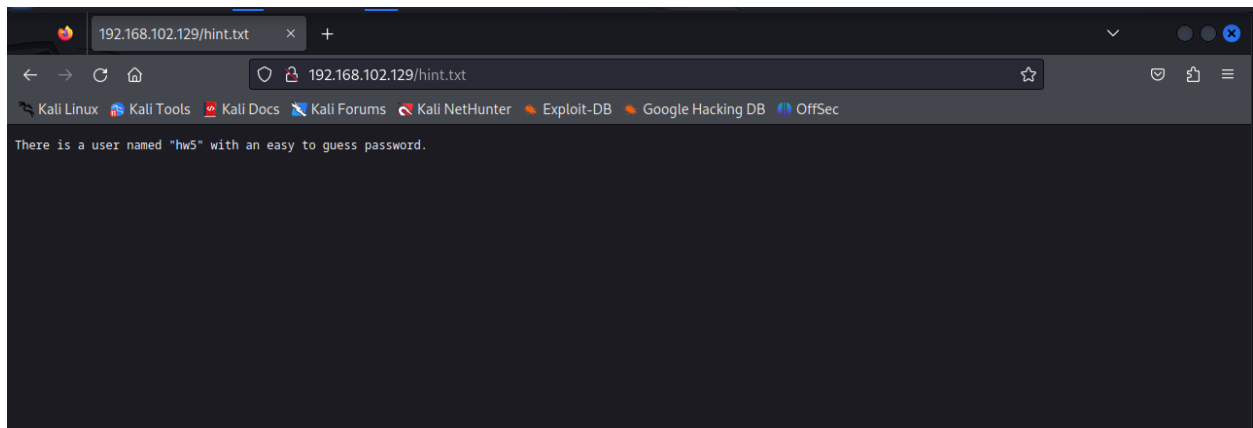 192.168.102.129/hint.txt
192.168.102.129/hint.txt
Kali Linux Kali Tools Kali Docs Kali Forums Kali NetHunter Exploit-DB Google Hacking DB OffSec
There is a user named "hw5" with an easy to guess password.